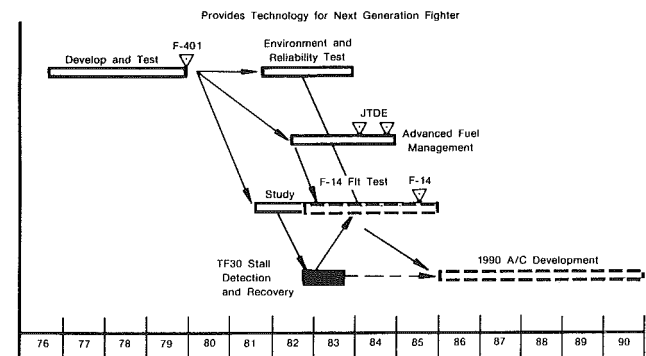 Provides Technology for Next Generation Fighter
F-401
Develop and Test
Environment and
Reliability Test
JTDE
Advanced Fuel
Management
F-14 Flt Test
F-14
Study
TF30 Stall
Detection
and Recovery
1990 A/C Development
76 77 78 79 80 81 82 83 84 85 86 87 88 89 90